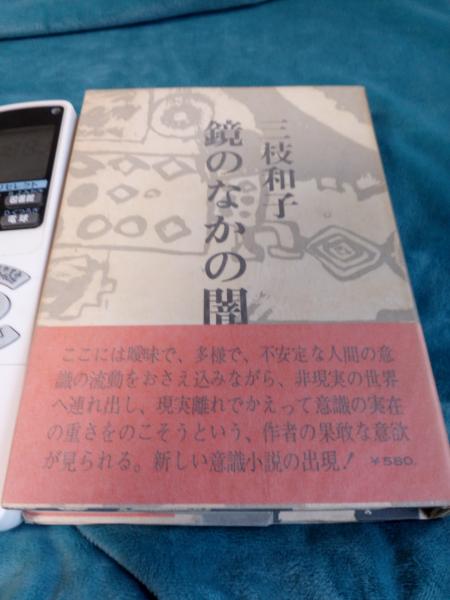 三枝和子
鏡のなかの闇
ここには曖昧で、多様で、不安定な人間の意
識の流動をおさえ込みながら、非現実の世界
へ連れ出し、現実離れでかえって意識の実在
の重さをのこそうという、作者の果敢な意欲
が見られる。新しい意識小説の出現！ ￥580.
電球